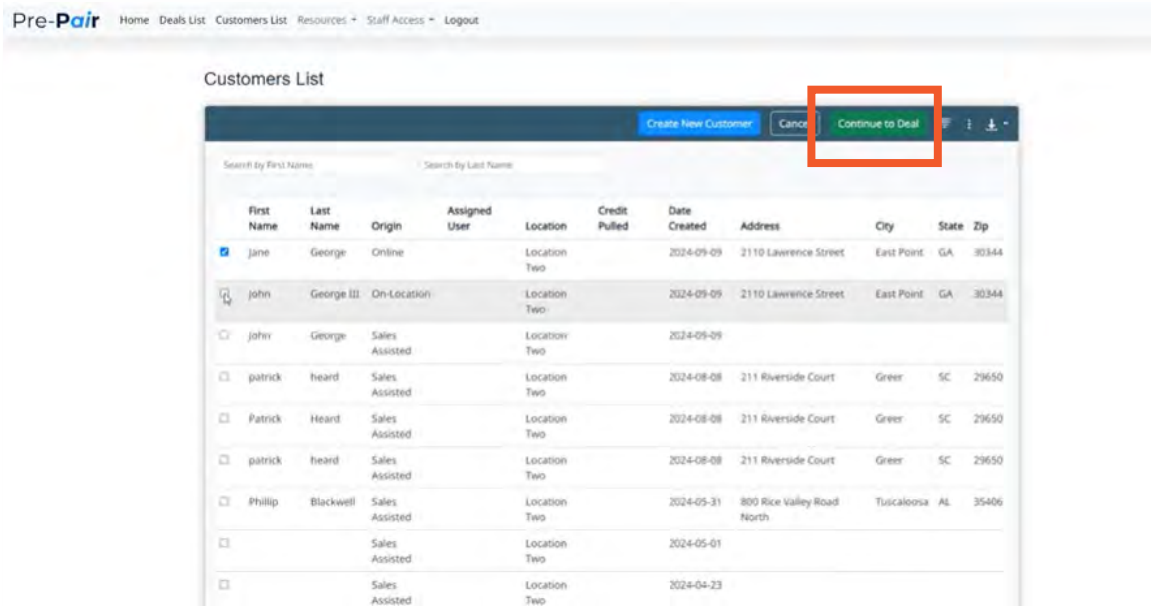 Pre-Pair Home Deals List Customers List Resources Staff Access Logout
Customers List
Create New Customer Cancel Continue to Deal
Search by First Name Search by Last Name
First Name Last Name Origin Assigned User Location Credit Pulled Date Created Address City State Zip
Jane George Online Location Two 2024-09-09 2110 Lawrence Street East Point GA 30344
John George III On-Location Location Two 2024-09-09 2110 Lawrence Street East Point GA 30344
John George Sales Assisted Location Two 2024-09-09
patrick heard Sales Assisted Location Two 2024-08-08 211 Riverside Court Greer SC 29650
Patrick Heard Sales Assisted Location Two 2024-08-08 211 Riverside Court Greer SC 29650
patrick heard Sales Assisted Location Two 2024-08-08 211 Riverside Court Greer SC 29650
Phillip Blackwell Sales Assisted Location Two 2024-05-31 800 Rice Valley Road North Tuscaloosa AL 35406
Sales Assisted Location Two 2024-05-01
Sales Assisted Location Two 2024-04-23